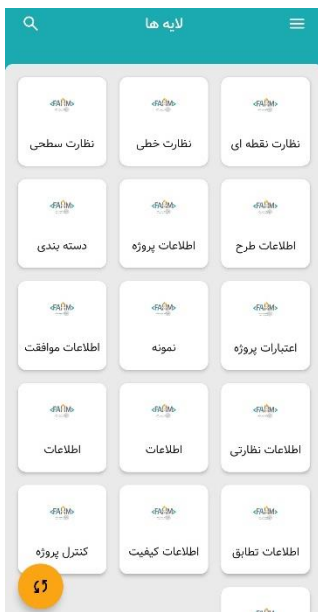 لایه ها
نظارت نقطه ای
نظارت خطی
نظارت سطحی
اطلاعات طرح
اطلاعات پروژه
دسته بندی
اعتبارات پروژه
نمونه
اطلاعات موافقت
اطلاعات نظارتی
اطلاعات
اطلاعات
اطلاعات تطابق
اطلاعات کیفیت
کنترل پروژه